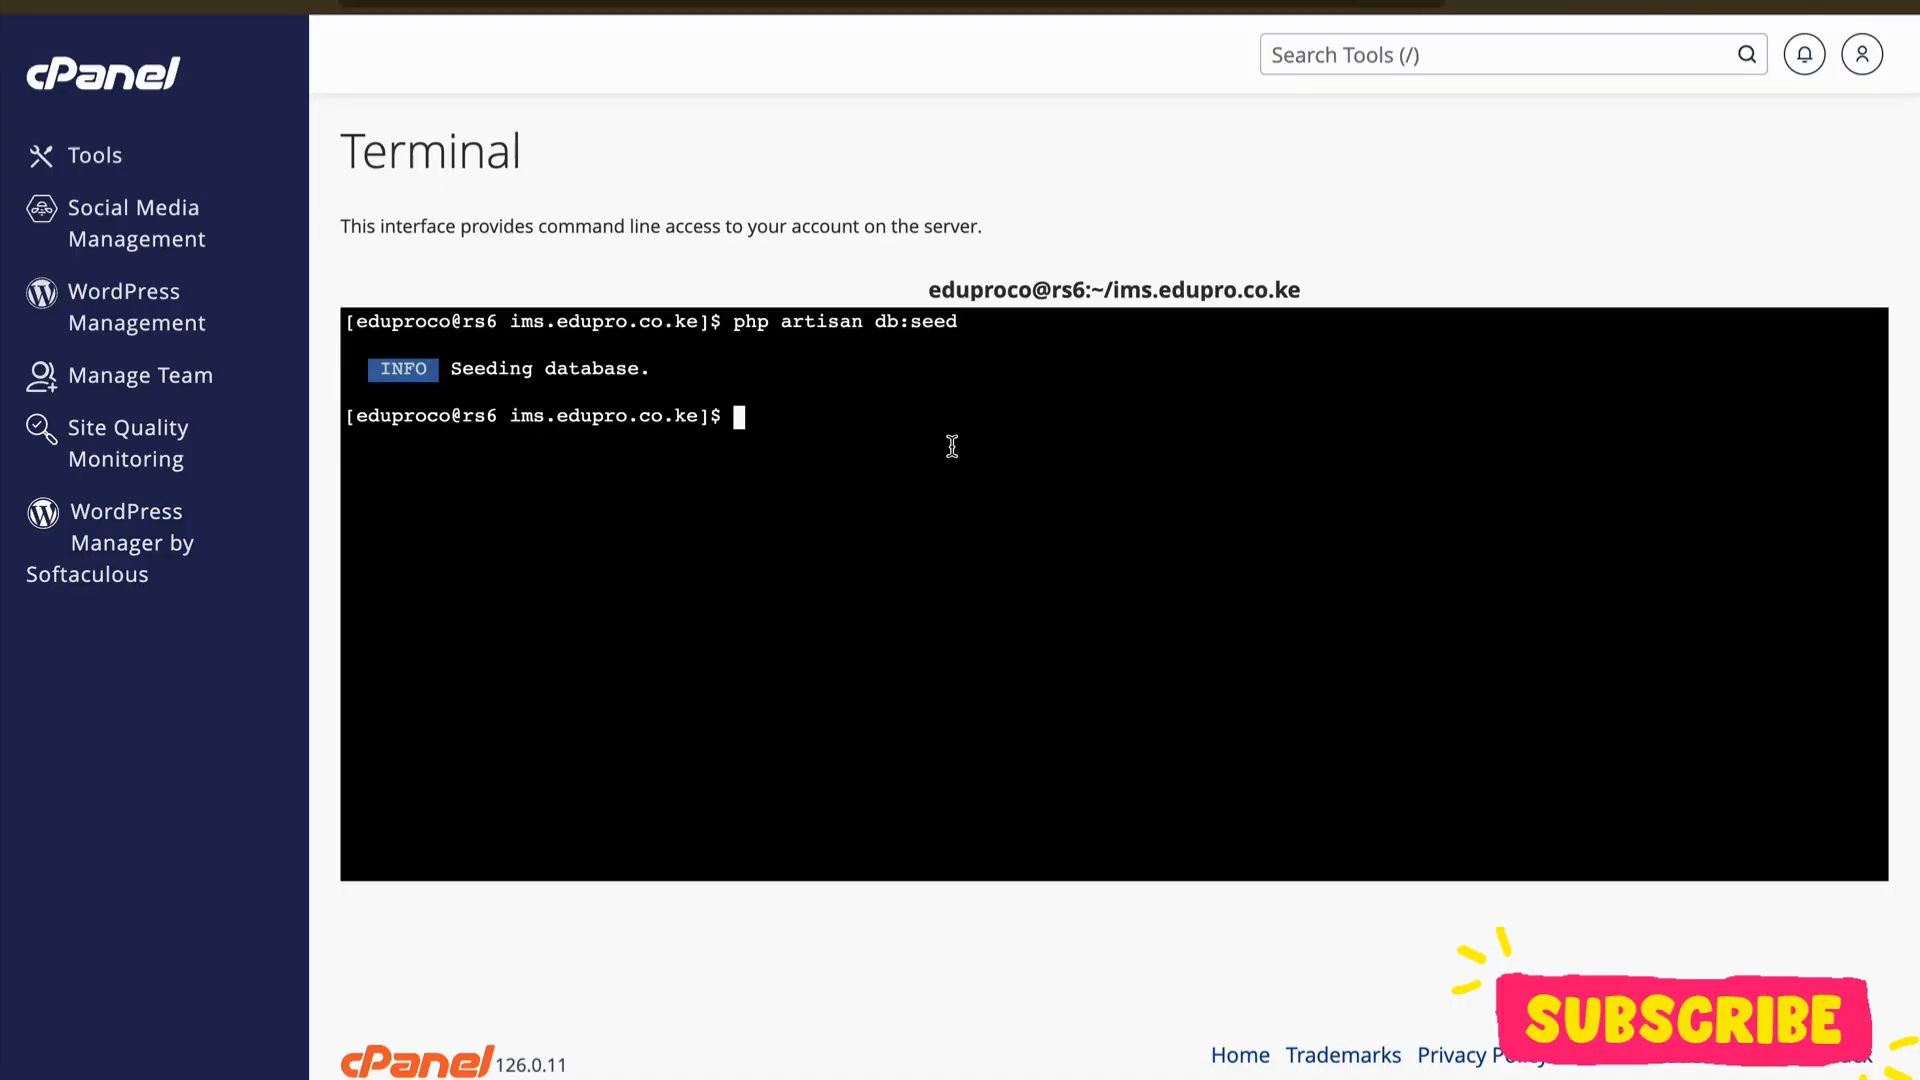 cPanel
Search Tools (/)
Tools
Social Media
Management
WordPress
Management
Manage Team
Site Quality
Monitoring
WordPress
Manager by
Softaculous
Terminal
This interface provides command line access to your account on the server.
eduproco@rs6:~/ims.edupro.co.ke
[eduproco@rs6 ims.edupro.co.ke]$ php artisan db:seed
INFO Seeding database.
[eduproco@rs6 ims.edupro.co.ke]$
cPanel 126.0.11
Home Trademarks Privacy
SUBSCRIBE